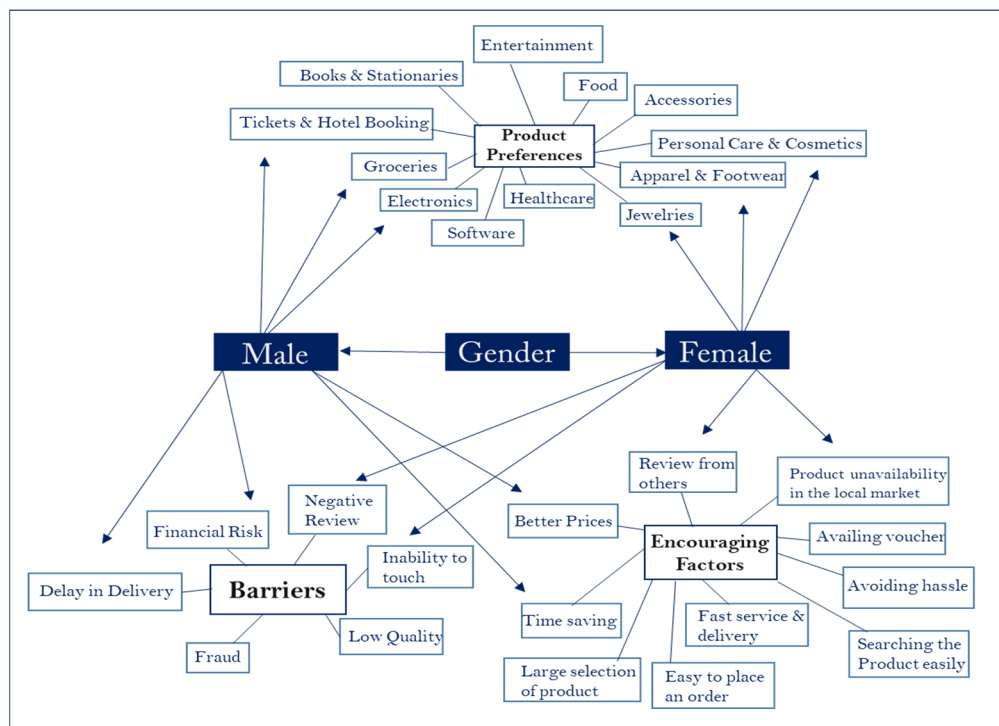 Entertainment
Books & Stationaries
Food
Accessories
Tickets & Hotel Booking
Product
Preferences
Personal Care & Cosmetics
Groceries
Apparel & Footwear
Electronics
Healthcare
Jewelries
Software
Male
Gender
Female
Review from
others
Product unavailability
in the local market
Negative
Review
Better Prices
Financial Risk
Encouraging
Factors
Availing voucher
Inability to
touch
Delay in Delivery
Barriers
Avoiding hassle
Time saving
Fast service &
delivery
Low Quality
Searching the
Product easily
Fraud
Large selection
of product
Easy to place
an order